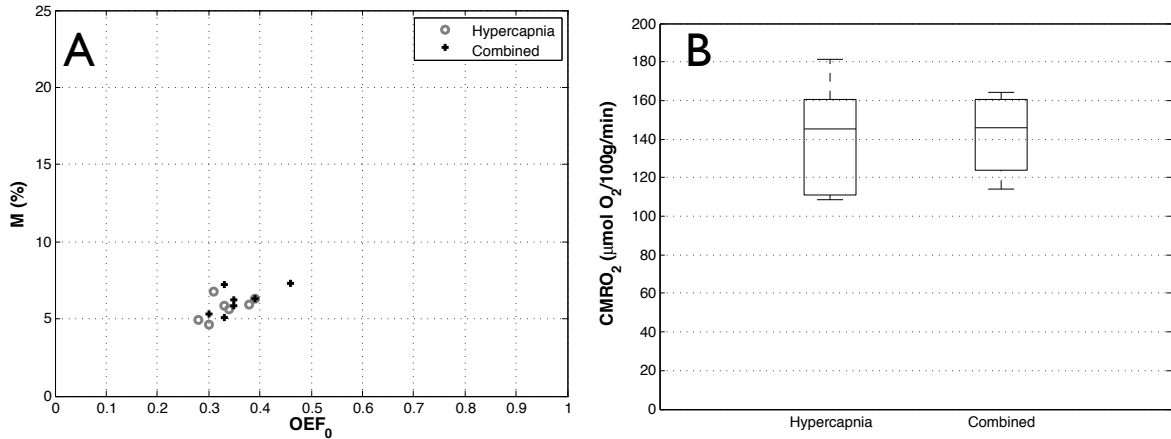 A
25
20
15
10
5
0
M (%)
0 0.1 0.2 0.3 0.4 0.5 0.6 0.7 0.8 0.9 1
OEF₀
Hypercapnia
Combined
B
200
180
160
140
120
100
80
60
40
20
0
CMRO₂ (µmol O₂/100g/min)
Hypercapnia Combined